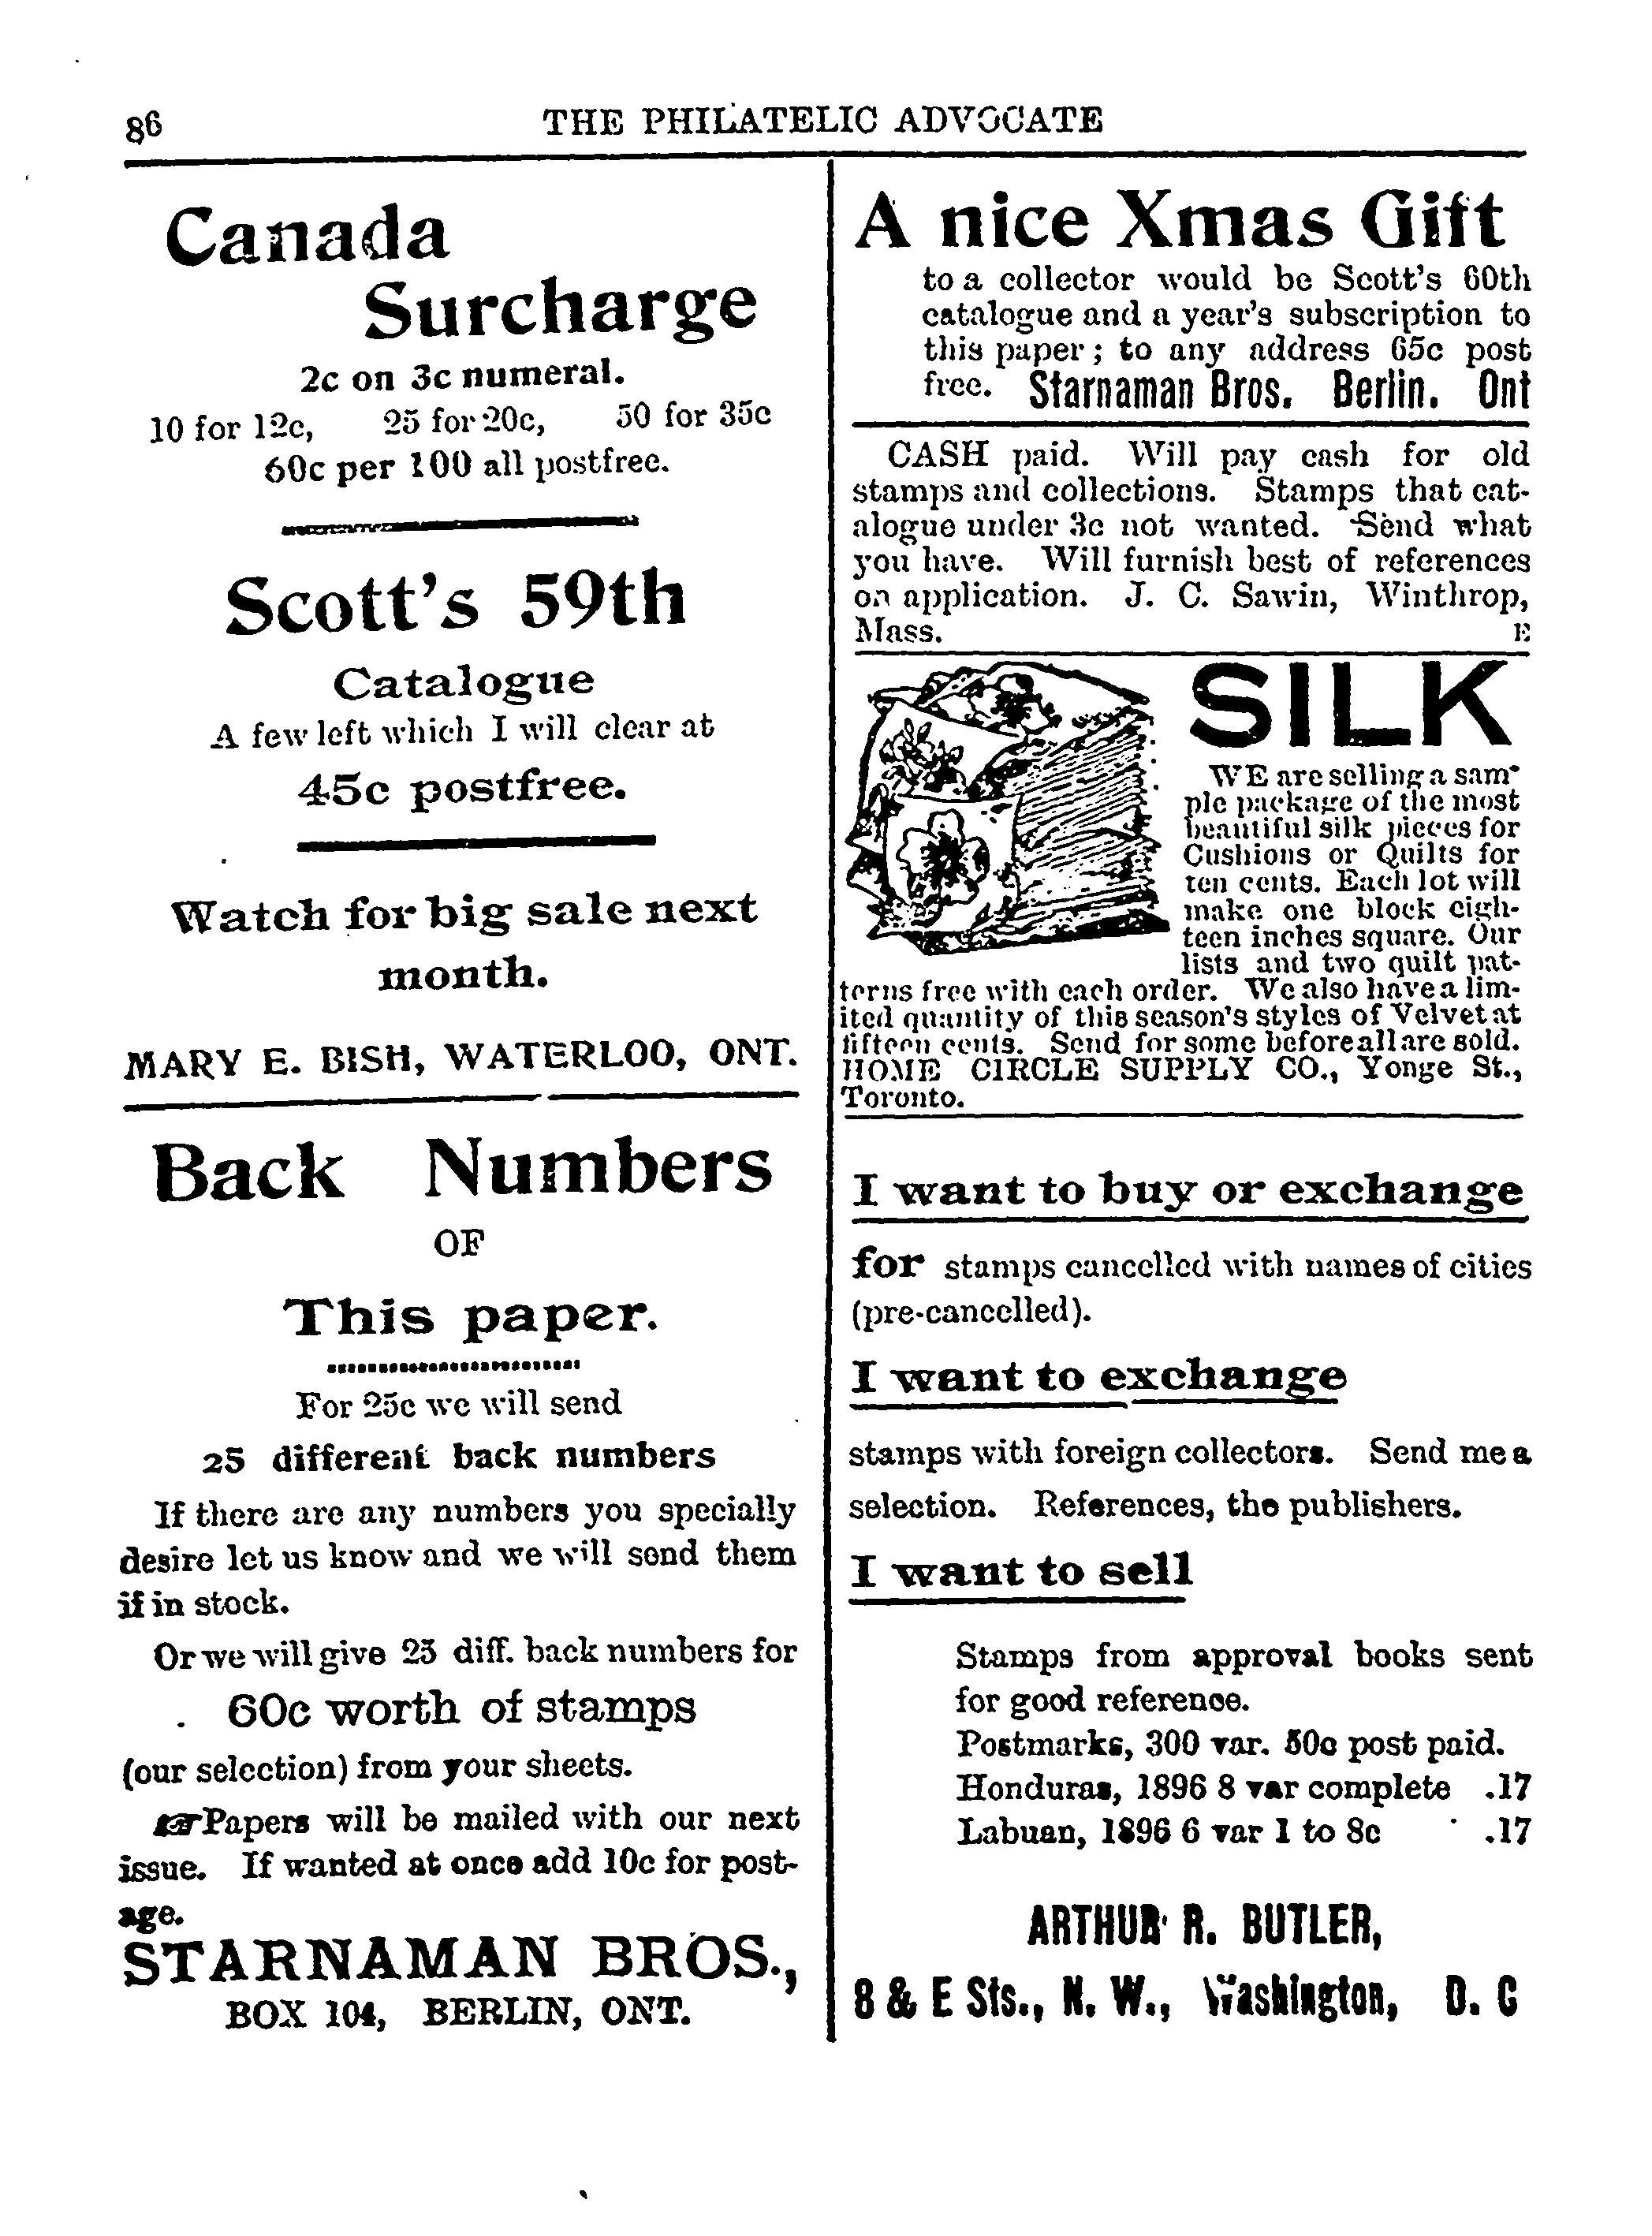 86
THE PHILATELIC ADVOCATE
Canada
Surcharge
2c on 3c numeral.
10 for 12c, 25 for 20c, 50 for 35c
60c per 100 all postfree.
Scott's 59th
Catalogue
A few left which I will clear at
45c postfree.
Watch for big sale next
month.
MARY E. BISH, WATERLOO, ONT.
Back Numbers
OF
This paper.
For 25c we will send
25 different back numbers
If there are any numbers you specially
desire let us know and we will send them
if in stock.
Or we will give 25 diff. back numbers for
60c worth of stamps
(our selection) from your sheets.
☞Papers will be mailed with our next
issue. If wanted at once add 10c for post-
age.
STARNAMAN BROS.,
BOX 104, BERLIN, ONT.
A nice Xmas Gift
to a collector would be Scott's 60th
catalogue and a year's subscription to
this paper; to any address 65c post
free. Starnaman Bros. Berlin. Ont
CASH paid. Will pay cash for old
stamps and collections. Stamps that cat-
alogue under 3c not wanted. Send what
you have. Will furnish best of references
on application. J. C. Sawin, Winthrop,
Mass. E
SILK
WE are selling a sam-
ple package of the most
beautiful silk pieces for
Cushions or Quilts for
ten cents. Each lot will
make one block eigh-
teen inches square. Our
lists and two quilt pat-
terns free with each order. We also have a lim-
ited quantity of this season's styles of Velvet at
fifteen cents. Send for some before all are sold.
HOME CIRCLE SUPPLY CO., Yonge St.,
Toronto.
I want to buy or exchange
for stamps cancelled with names of cities
(pre-cancelled).
I want to exchange
stamps with foreign collectors. Send me a
selection. References, the publishers.
I want to sell
Stamps from approval books sent
for good reference.
Postmarks, 300 var. 50c post paid.
Honduras, 1896 8 var complete .17
Labuan, 1896 6 var 1 to 8c .17
ARTHUR R. BUTLER,
8 & E Sts., N. W., Washington, D. C